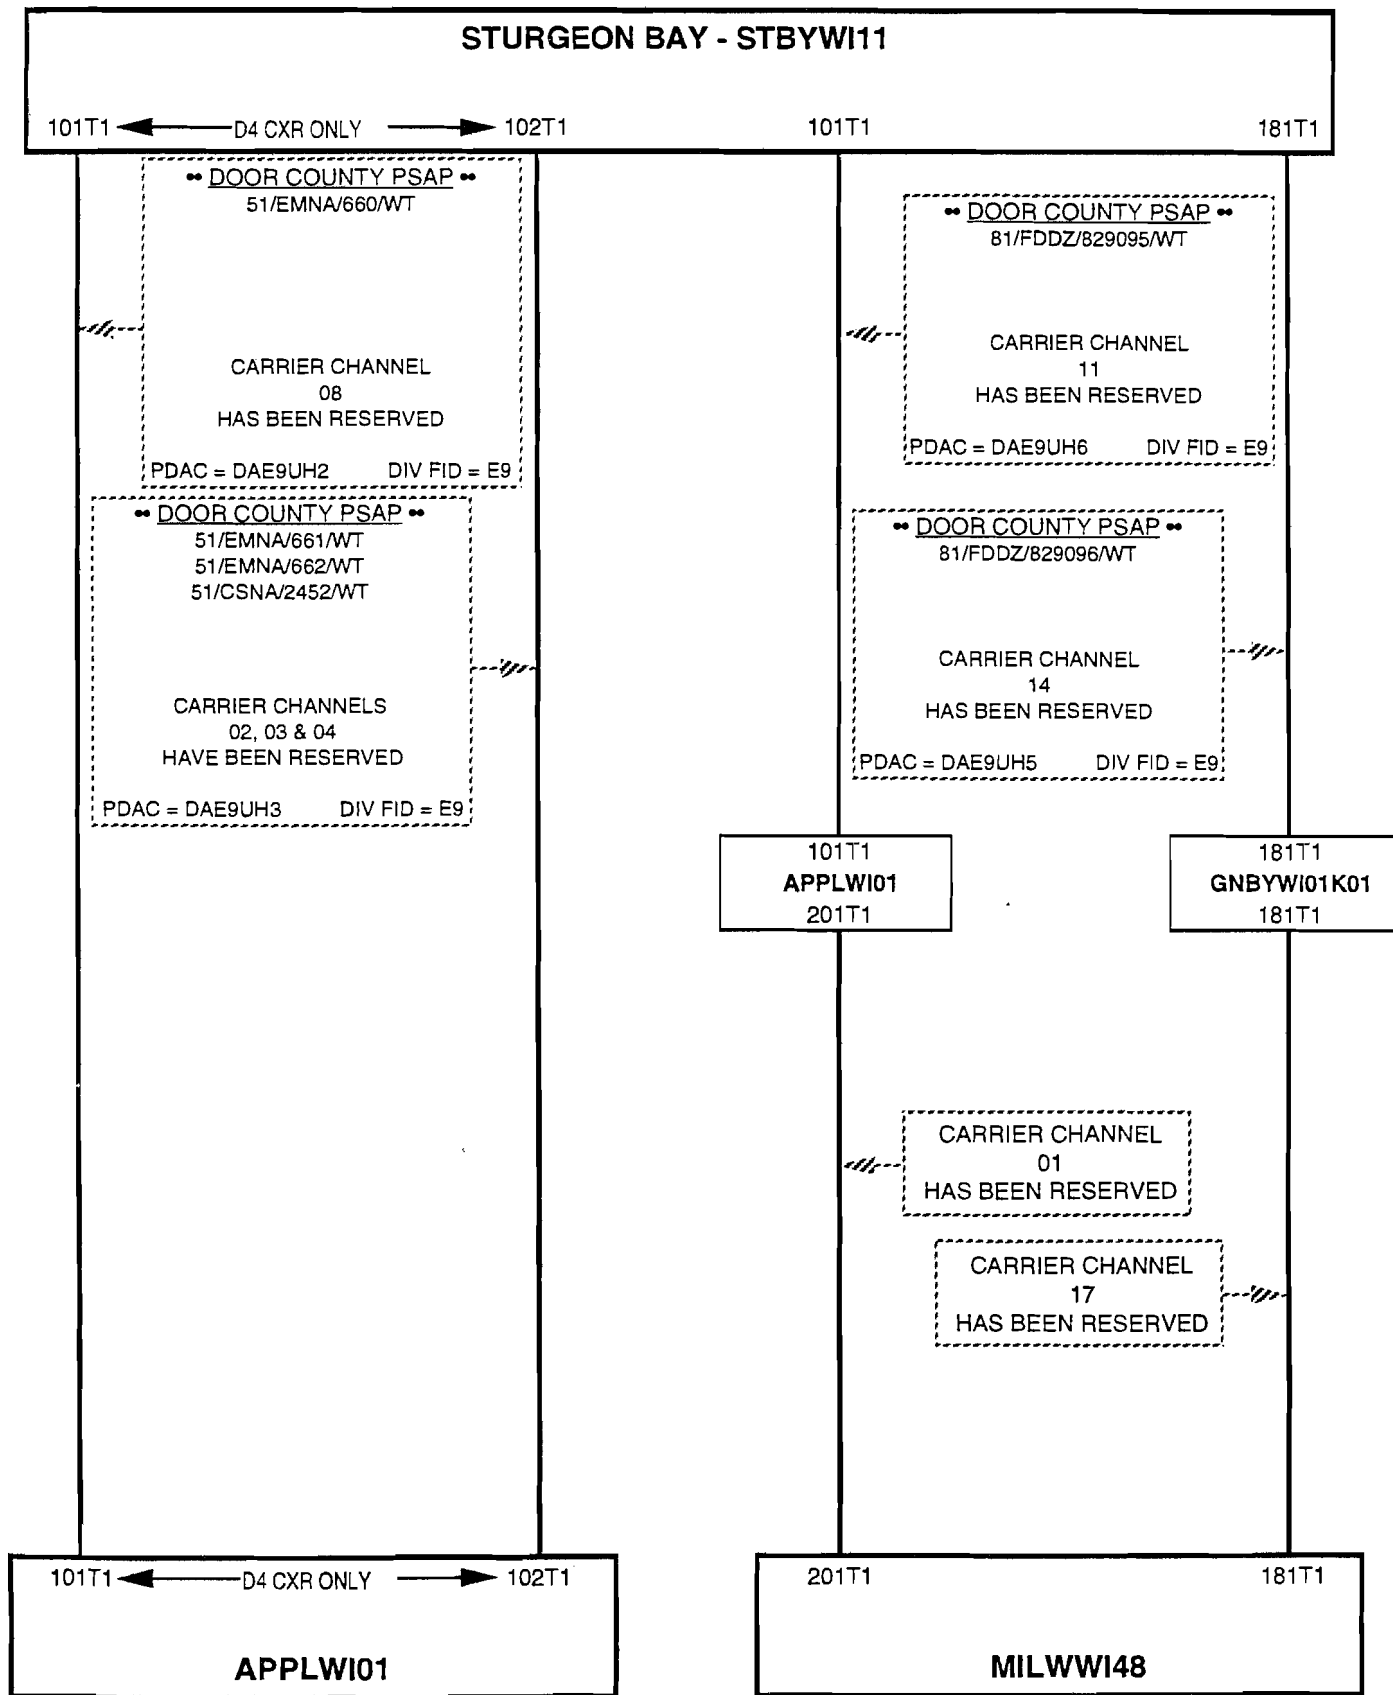 STURGEON BAY - STBYWI11
101T1 D4 CXR ONLY 102T1 101T1 181T1
•• DOOR COUNTY PSAP ••
51/EMNA/660/WT
CARRIER CHANNEL
08
HAS BEEN RESERVED
PDAC = DAE9UH2 DIV FID = E9
•• DOOR COUNTY PSAP ••
51/EMNA/661/WT
51/EMNA/662/WT
51/CSNA/2452/WT
CARRIER CHANNELS
02, 03 & 04
HAVE BEEN RESERVED
PDAC = DAE9UH3 DIV FID = E9
•• DOOR COUNTY PSAP ••
81/FDDZ/829095/WT
CARRIER CHANNEL
11
HAS BEEN RESERVED
PDAC = DAE9UH6 DIV FID = E9
•• DOOR COUNTY PSAP ••
81/FDDZ/829096/WT
CARRIER CHANNEL
14
HAS BEEN RESERVED
PDAC = DAE9UH5 DIV FID = E9
101T1
APPLWI01
201T1
181T1
GNBYWI01K01
181T1
CARRIER CHANNEL
01
HAS BEEN RESERVED
CARRIER CHANNEL
17
HAS BEEN RESERVED
101T1 D4 CXR ONLY 102T1
APPLWI01
201T1 181T1
MILWWI48